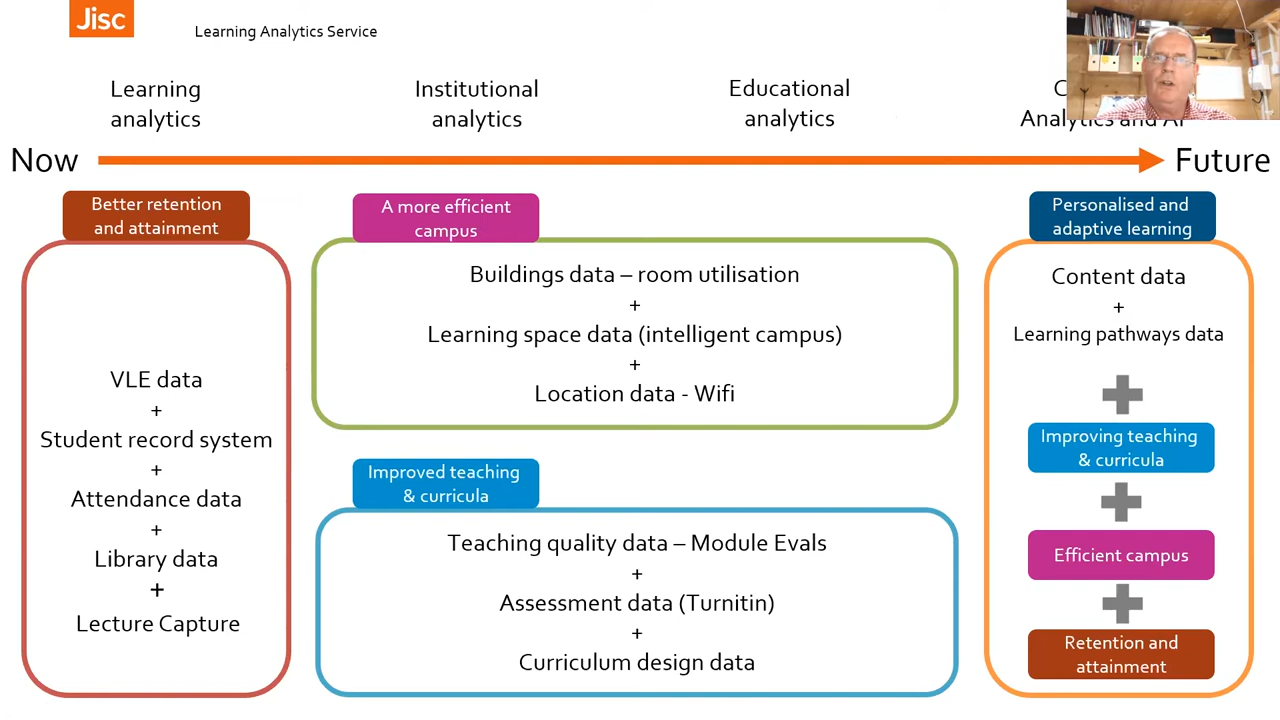 Jisc
Learning Analytics Service
Learning
analytics
Institutional
analytics
Educational
analytics
Analytics and
Now
Future
Better retention
and attainment
VLE data
+
Student record system
+
Attendance data
+
Library data
+
Lecture Capture
A more efficient
campus
Buildings data – room utilisation
+
Learning space data (intelligent campus)
+
Location data - Wifi
Improved teaching
& curricula
Teaching quality data – Module Evals
+
Assessment data (Turnitin)
+
Curriculum design data
Personalised and
adaptive learning
Content data
+
Learning pathways data
Improving teaching
& curricula
Efficient campus
Retention and
attainment